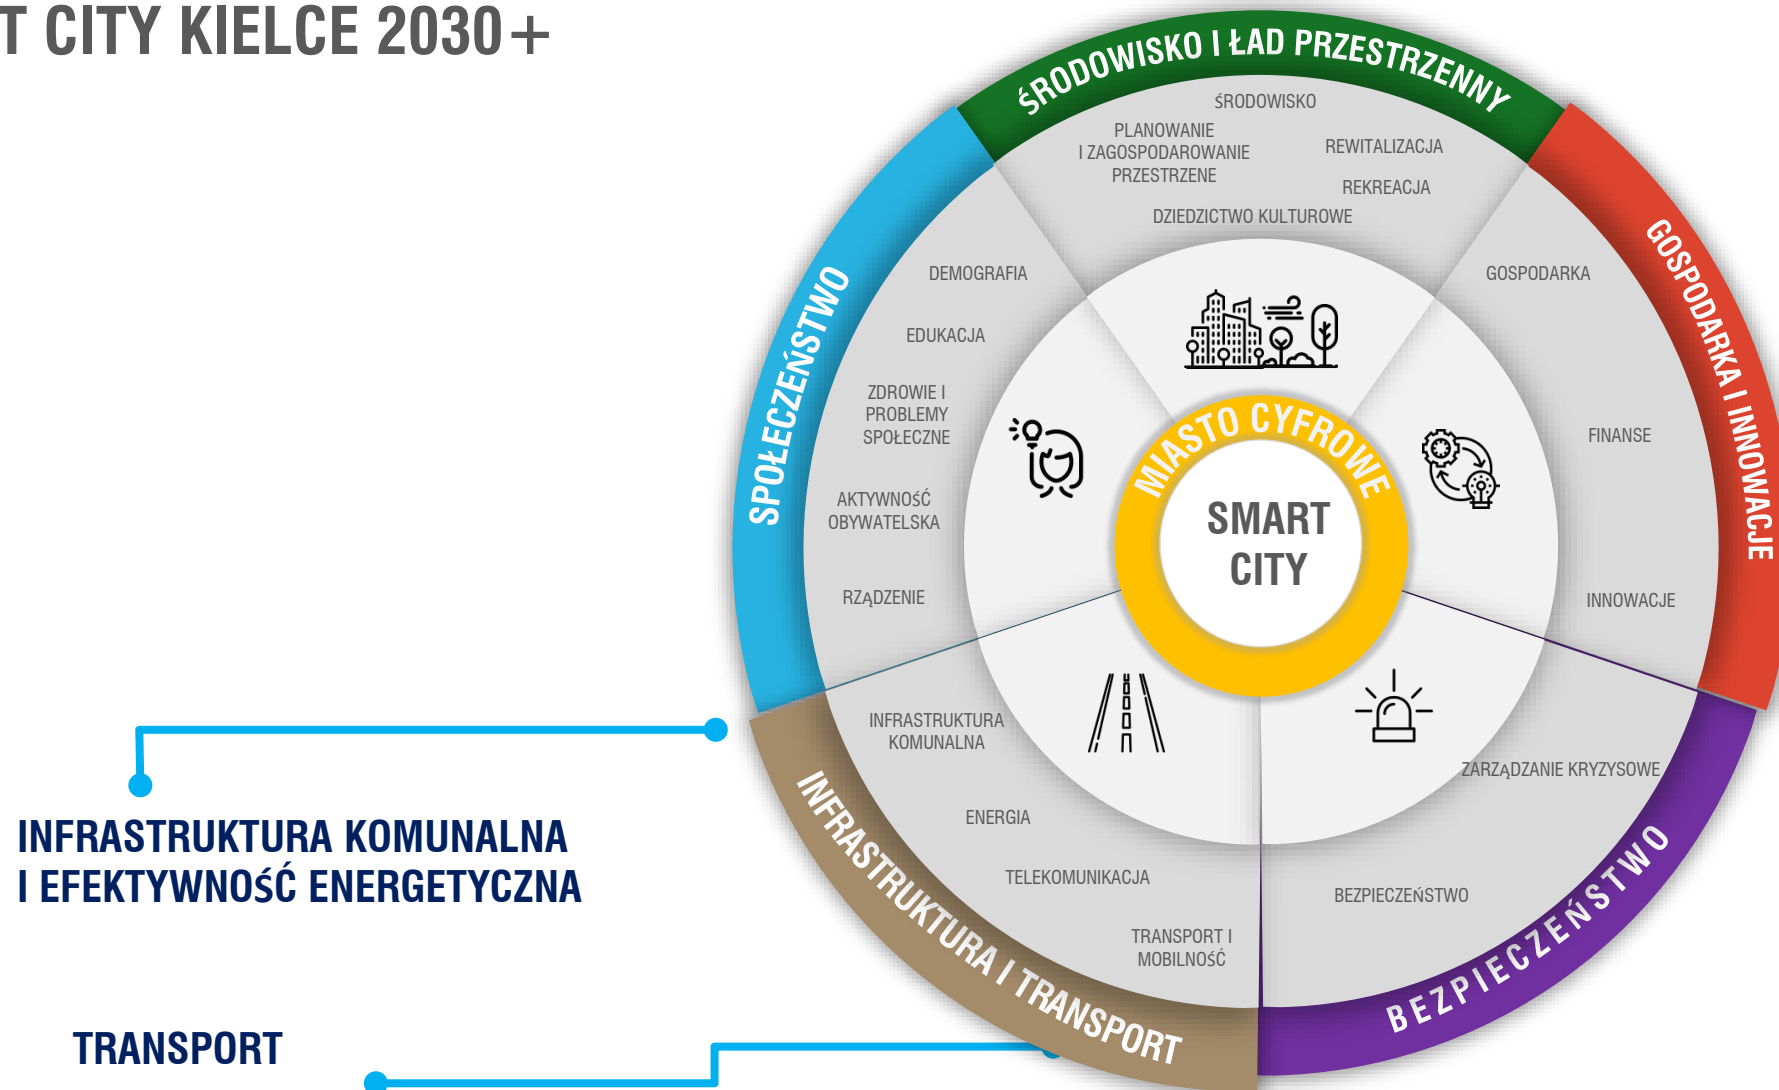 T CITY KIELCE 2030+
ŚRODOWISKO I ŁAD PRZESTRZENNY
ŚRODOWISKO
PLANOWANIE
I ZAGOSPODAROWANIE
PRZESTRZENE
REWITALIZACJA
REKREACJA
DZIEDZICTWO KULTUROWE
GOSPODARKA I INNOWACJE
GOSPODARKA
FINANSE
INNOWACJE
SPOŁECZEŃSTWO
DEMOGRAFIA
EDUKACJA
ZDROWIE I
PROBLEMY
SPOŁECZNE
AKTYWNOŚĆ
OBYWATELSKA
RZĄDZENIE
MIASTO CYFROWE
SMART
CITY
INFRASTRUKTURA
KOMUNALNA
ENERGIA
TELEKOMUNIKACJA
TRANSPORT I
MOBILNOŚĆ
INFRASTRUKTURA I TRANSPORT
ZARZĄDZANIE KRYZYSOWE
BEZPIECZEŃSTWO
BEZPIECZEŃSTWO
INFRASTRUKTURA KOMUNALNA
I EFEKTYWNOŚĆ ENERGETYCZNA
TRANSPORT